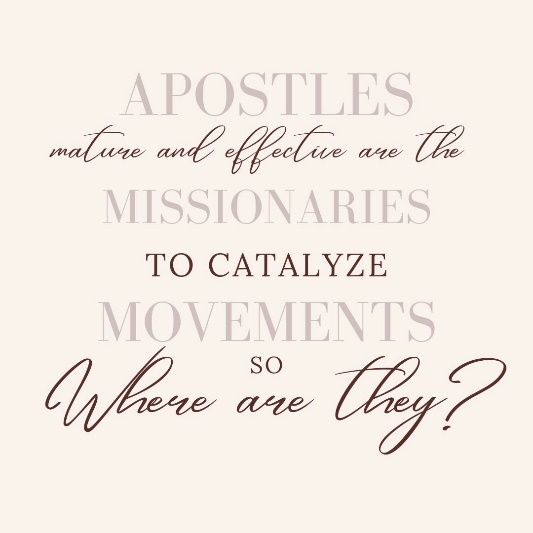 APOSTLES
mature and effective are the
MISSIONARIES
TO CATALYZE
MOVEMENTS
SO
Where are they?